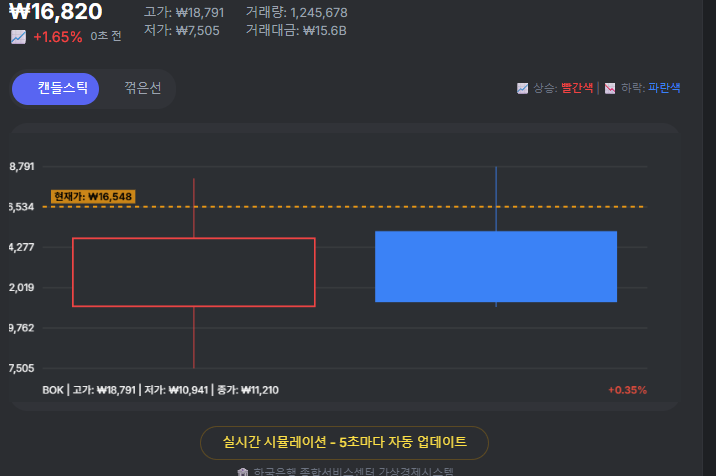 ₩16,820
+1.65% 0초 전
고가: ₩18,791 거래량: 1,245,678
저가: ₩7,505 거래대금: ₩15.6B
캔들스틱 꺾은선
상승: 빨간색 | 하락: 파란색
8,791
현재가: ₩16,548
6,534
4,277
2,019
9,762
7,505
BOK | 고가: ₩18,791 | 저가: ₩10,941 | 종가: ₩11,210
+0.35%
실시간 시뮬레이션 - 5초마다 자동 업데이트
한국은행 종합서비스센터 가상경제시스템